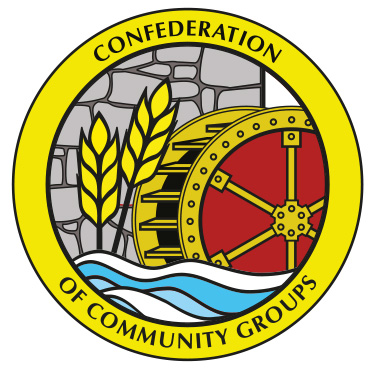 CONFEDERATION
OF COMMUNITY GROUPS